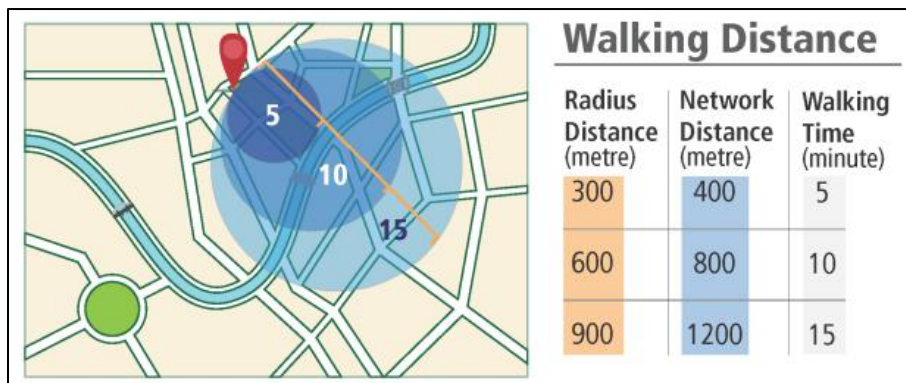 5
10
15
Walking Distance
Radius Distance (metre)
Network Distance (metre)
Walking Time (minute)
300 400 5
600 800 10
900 1200 15